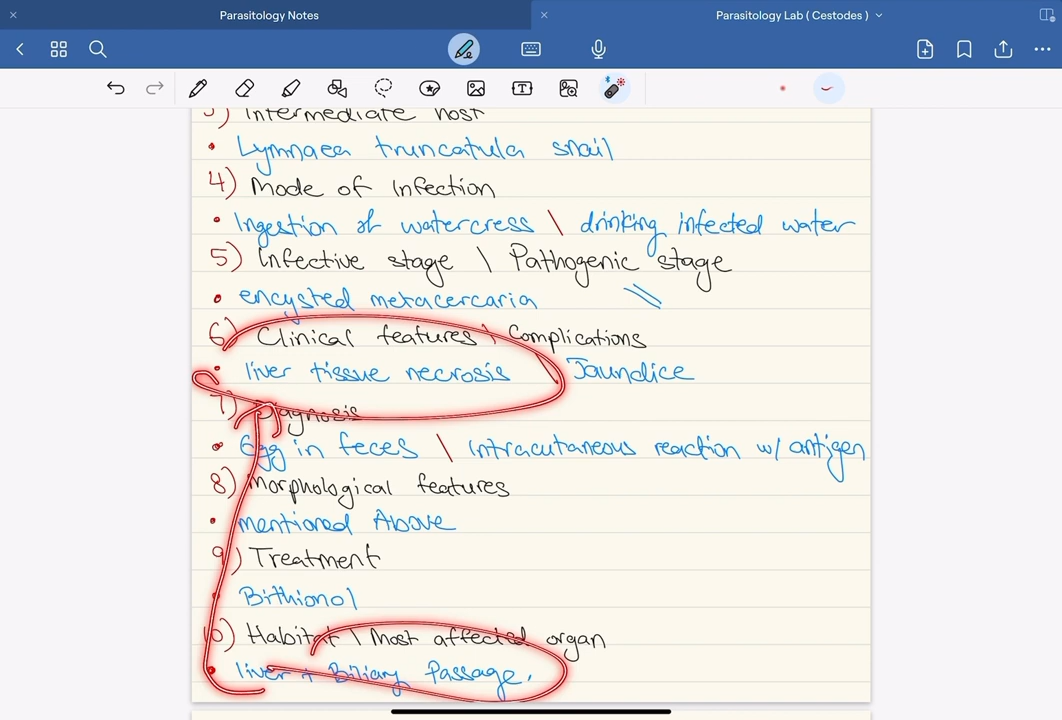 Parasitology Notes
Parasitology Lab ( Cestodes )
3) Intermediate host
• Lymnaea truncatula snail
4) Mode of Infection
• Ingestion of watercress \ drinking infected water
5) Infective stage \ Pathogenic stage
• encysted metacercaria \\
6) Clinical features \ Complications
• liver tissue necrosis \ Jaundice
7) Diagnosis
• Egg in feces \ Intracutaneous reaction w/ antigen
8) Morphological features
• mentioned Above
9) Treatment
• Bithionol
10) Habitat \ Most affected organ
• liver + Biliary Passage.